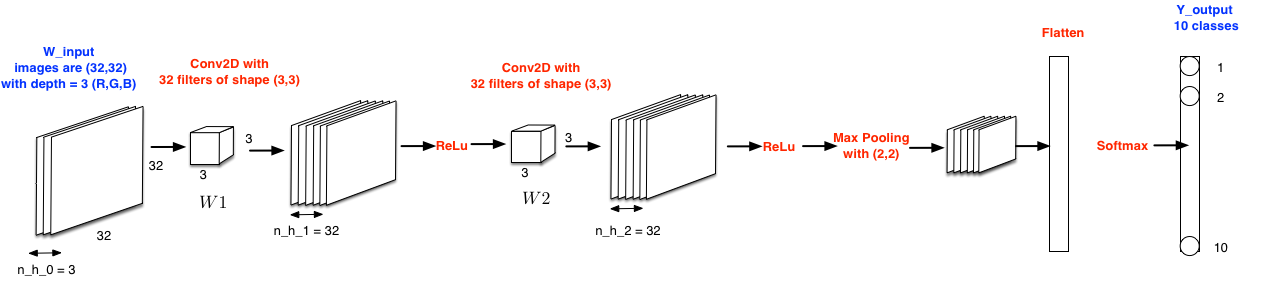 W_input
images are (32,32)
with depth = 3 (R,G,B)
32
32
n_h_0 = 3
Conv2D with
32 filters of shape (3,3)
3
3
W1
n_h_1 = 32
ReLu
Conv2D with
32 filters of shape (3,3)
3
3
W2
n_h_2 = 32
ReLu
Max Pooling
with (2,2)
Flatten
Softmax
Y_output
10 classes
1
2
10